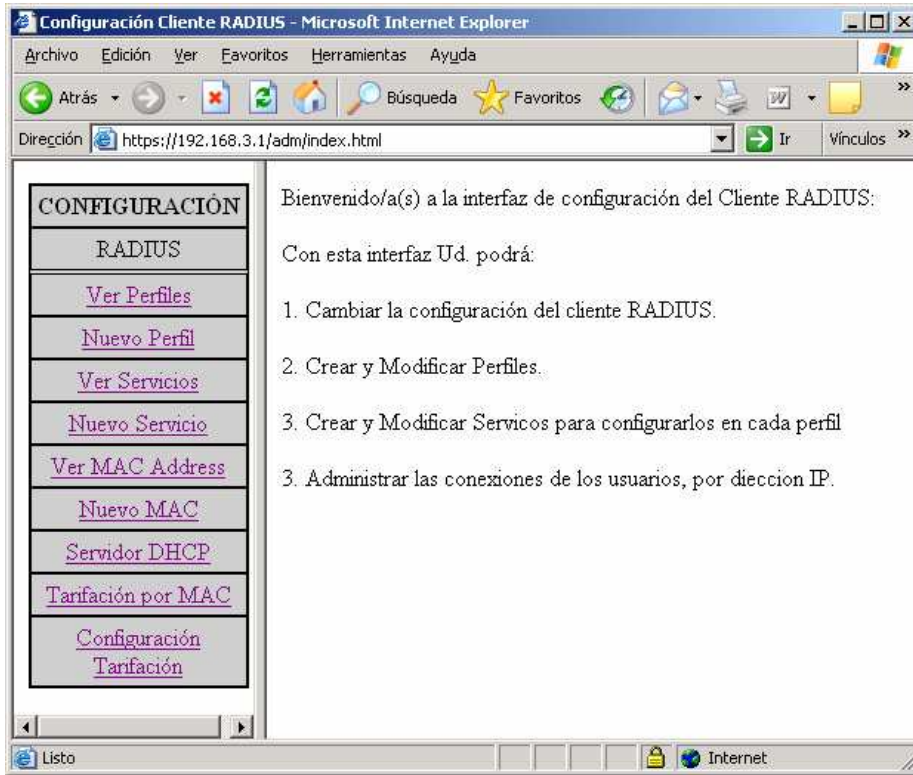 Configuración Cliente RADIUS - Microsoft Internet Explorer
Archivo Edición Ver Favoritos Herramientas Ayuda
Atrás Búsqueda Favoritos »
Dirección https://192.168.3.1/adm/index.html Ir Vínculos »
CONFIGURACIÓN
RADIUS
Ver Perfiles
Nuevo Perfil
Ver Servicios
Nuevo Servicio
Ver MAC Address
Nuevo MAC
Servidor DHCP
Tarifación por MAC
Configuración
Tarifación
Bienvenido/a(s) a la interfaz de configuración del Cliente RADIUS:
Con esta interfaz Ud. podrá:
1. Cambiar la configuración del cliente RADIUS.
2. Crear y Modificar Perfiles.
3. Crear y Modificar Servicos para configurarlos en cada perfil
3. Administrar las conexiones de los usuarios, por dieccion IP.
Listo Internet